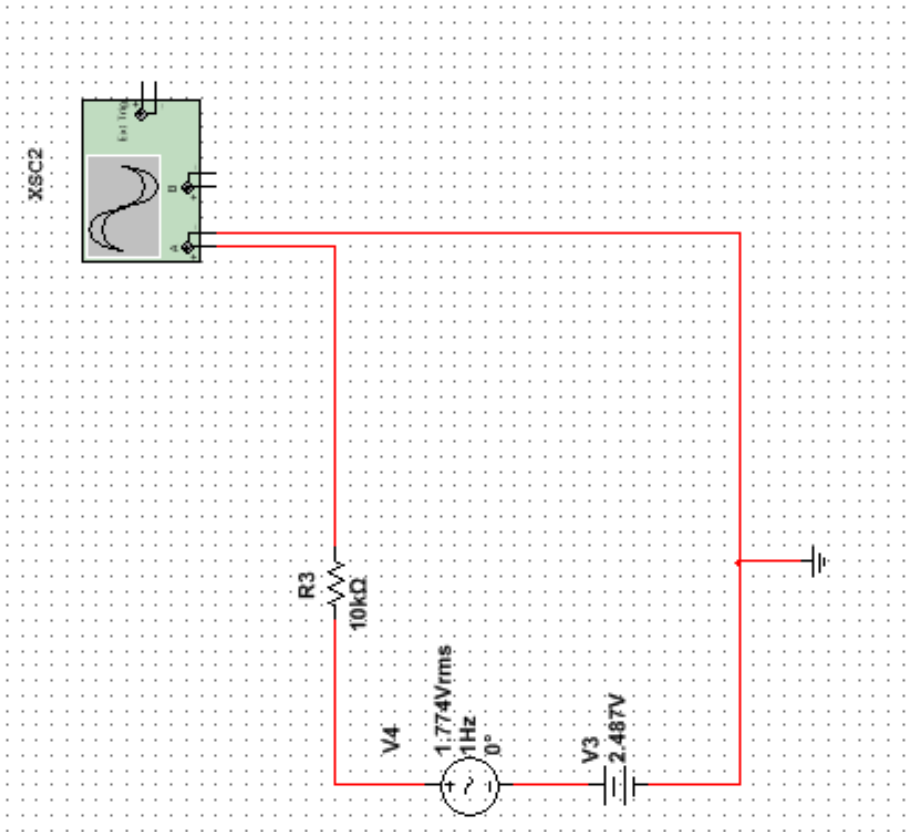 XSC2
Ext Trig
+
B
+
A
+
R3
10kΩ
V4
1.774Vrms
1Hz
0°
V3
2.487V